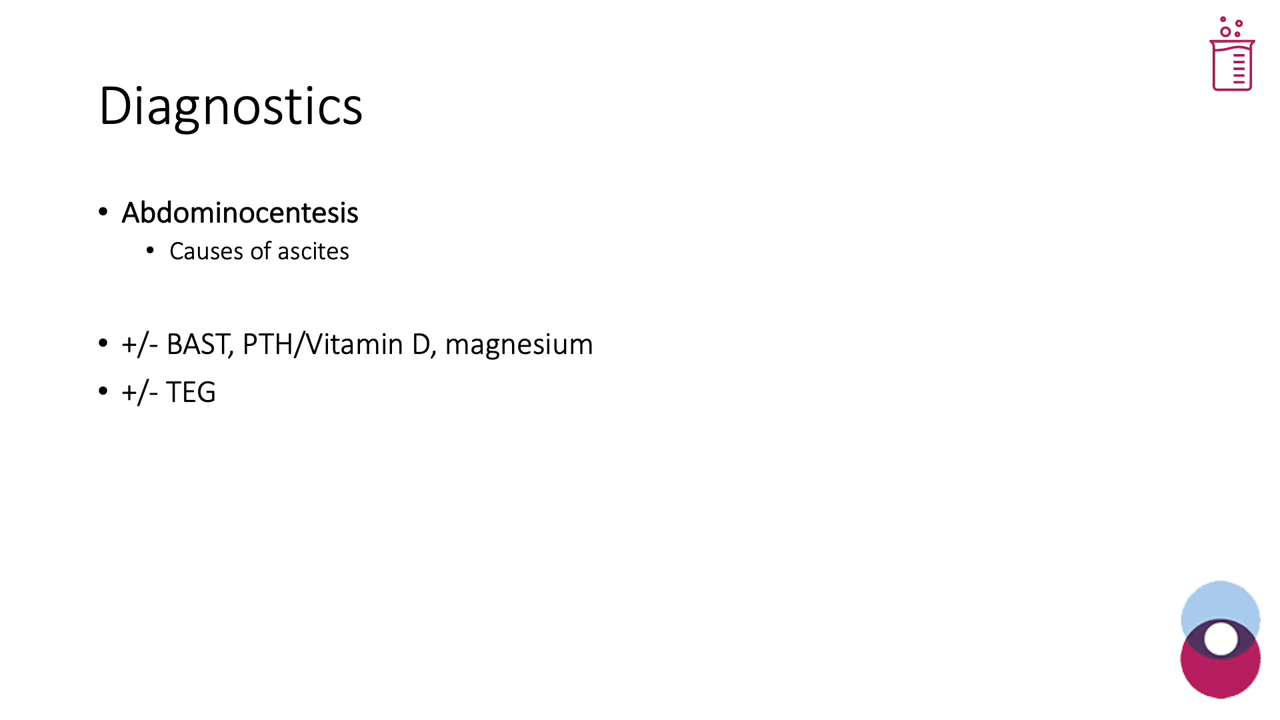 Diagnostics
• Abdominocentesis
• Causes of ascites
• +/- BAST, PTH/Vitamin D, magnesium
• +/- TEG